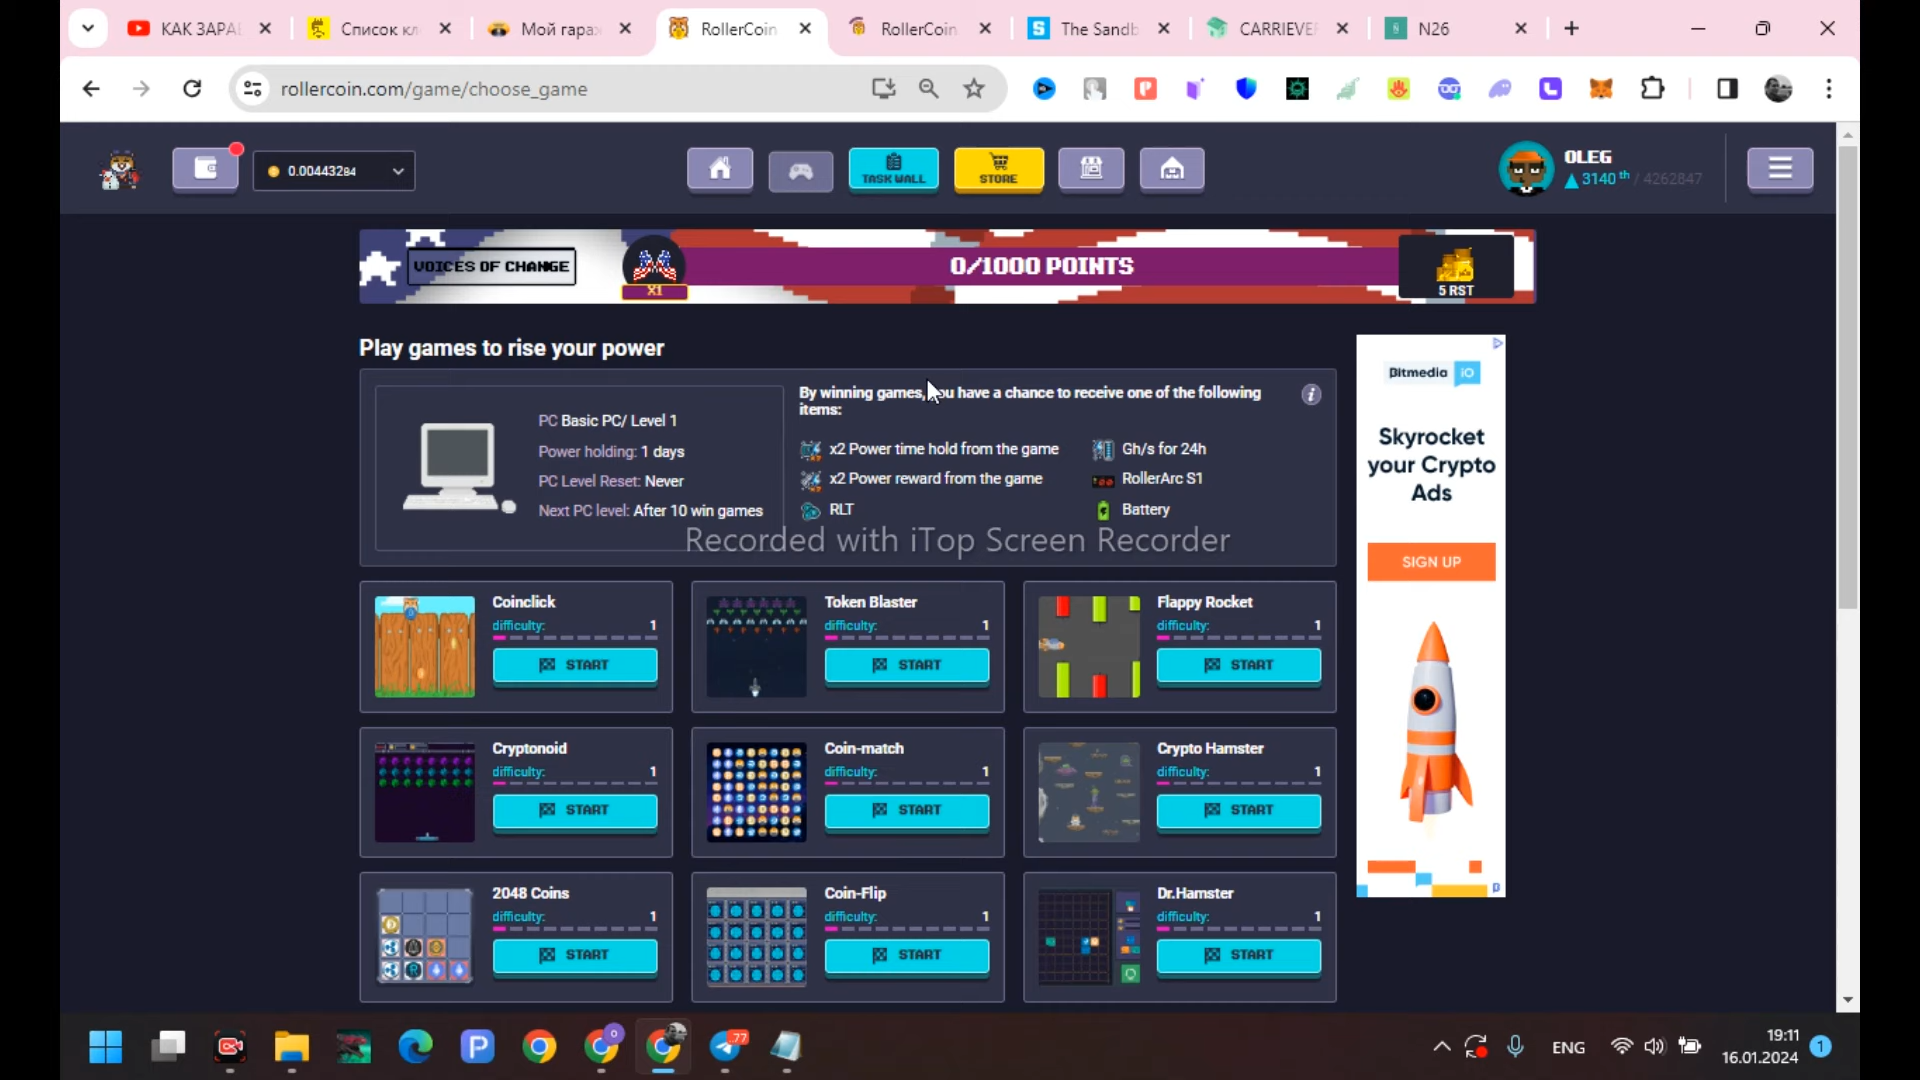 КАК ЗАРАБ
Список кл
Мой гараж
RollerCoin
RollerCoin
The Sandb
CARRIEVER
N26
rollercoin.com/game/choose_game
0.00443284
TASK WALL
STORE
OLEG
3140 th / 4262847
VOICES OF CHANGE
X1
0/1000 POINTS
5 RST
Play games to rise your power
PC Basic PC/ Level 1
Power holding: 1 days
PC Level Reset: Never
Next PC level: After 10 win games
By winning games, you have a chance to receive one of the following
items:
x2 Power time hold from the game
Gh/s for 24h
x2 Power reward from the game
RollerArc S1
RLT
Battery
Recorded with iTop Screen Recorder
Bitmedia IO
Skyrocket
your Crypto
Ads
SIGN UP
Coinclick
difficulty: 1
START
Token Blaster
difficulty: 1
START
Flappy Rocket
difficulty: 1
START
Cryptonoid
difficulty: 1
START
Coin-match
difficulty: 1
START
Crypto Hamster
difficulty: 1
START
2048 Coins
difficulty: 1
START
Coin-Flip
difficulty: 1
START
Dr.Hamster
difficulty: 1
START
77
ENG
19:11
16.01.2024
1